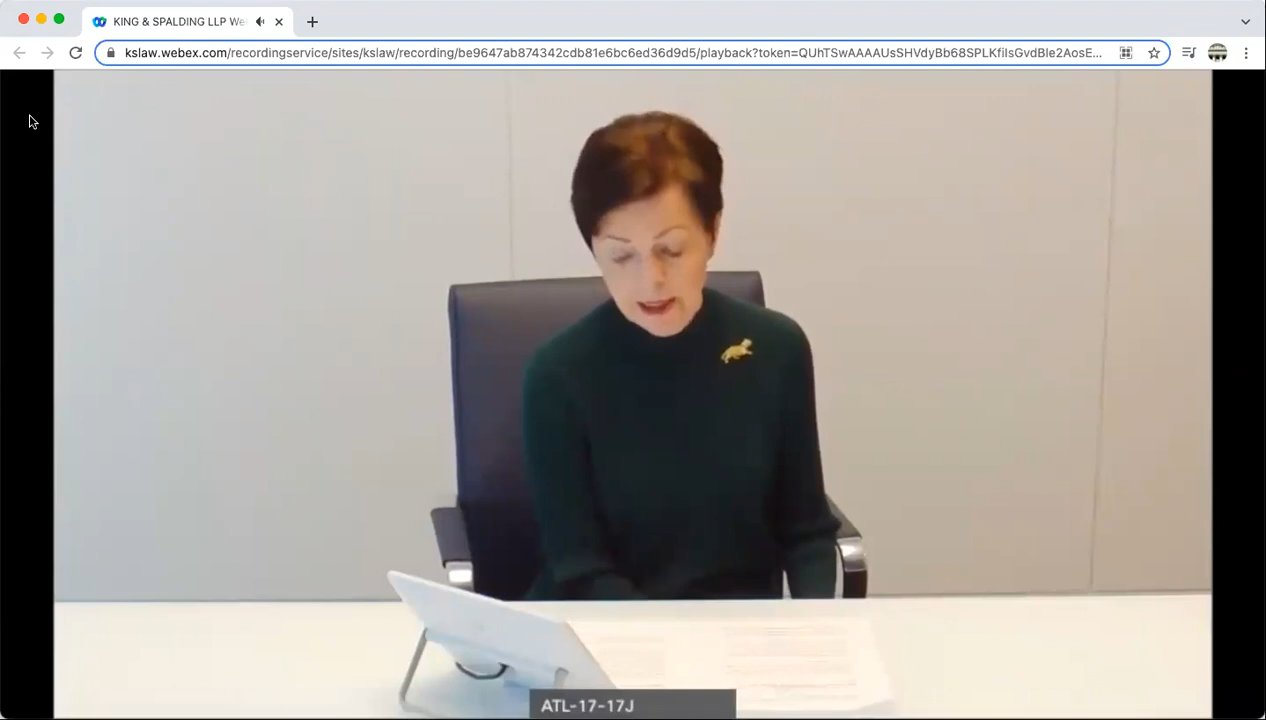 KING & SPALDING LLP We
kslaw.webex.com/recordingservice/sites/kslaw/recording/be9647ab874342cdb81e6bc6ed36d9d5/playback?token=QUhTSwAAAAUsSHVdyBb68SPLKfiIsGvdBle2AosE...
ATL-17-17J